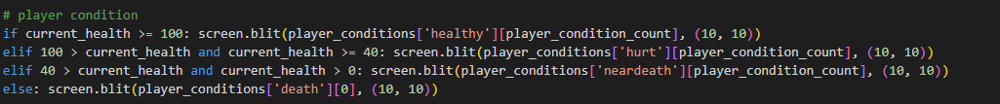 # player condition
if current_health >= 100: screen.blit(player_conditions['healthy'][player_condition_count], (10, 10))
elif 100 > current_health and current_health >= 40: screen.blit(player_conditions['hurt'][player_condition_count], (10, 10))
elif 40 > current_health and current_health > 0: screen.blit(player_conditions['neardeath'][player_condition_count], (10, 10))
else: screen.blit(player_conditions['death'][0], (10, 10))